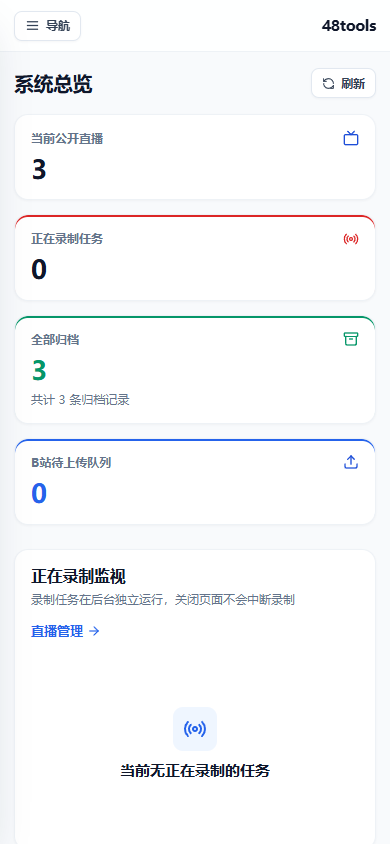 导航
48tools
系统总览
刷新
当前公开直播
3
正在录制任务
0
全部归档
3
共计 3 条归档记录
B站待上传队列
0
正在录制监视
录制任务在后台独立运行，关闭页面不会中断录制
直播管理 →
当前无正在录制的任务